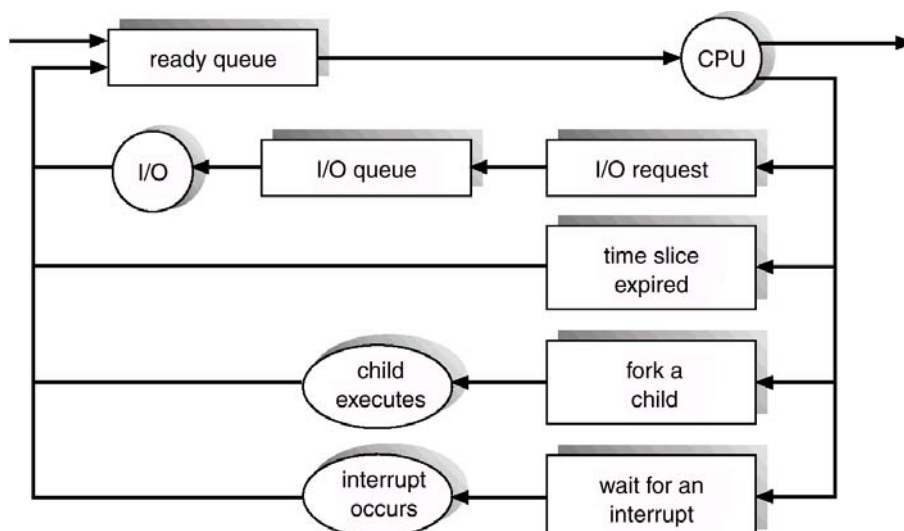 ready queue
CPU
I/O
I/O queue
I/O request
time slice
expired
child
executes
fork a
child
interrupt
occurs
wait for an
interrupt